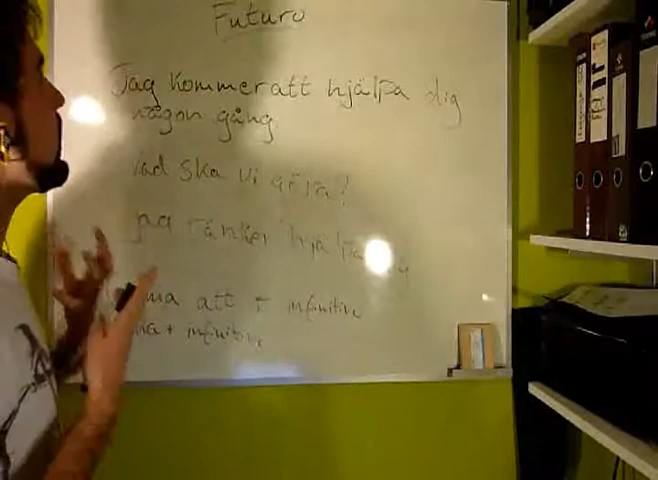 Futuro
Jag kommer att hjälpa dig
någon gång.
vad ska vi göra?
jag tänker hjälpa
att + infinitive
+ infinitive